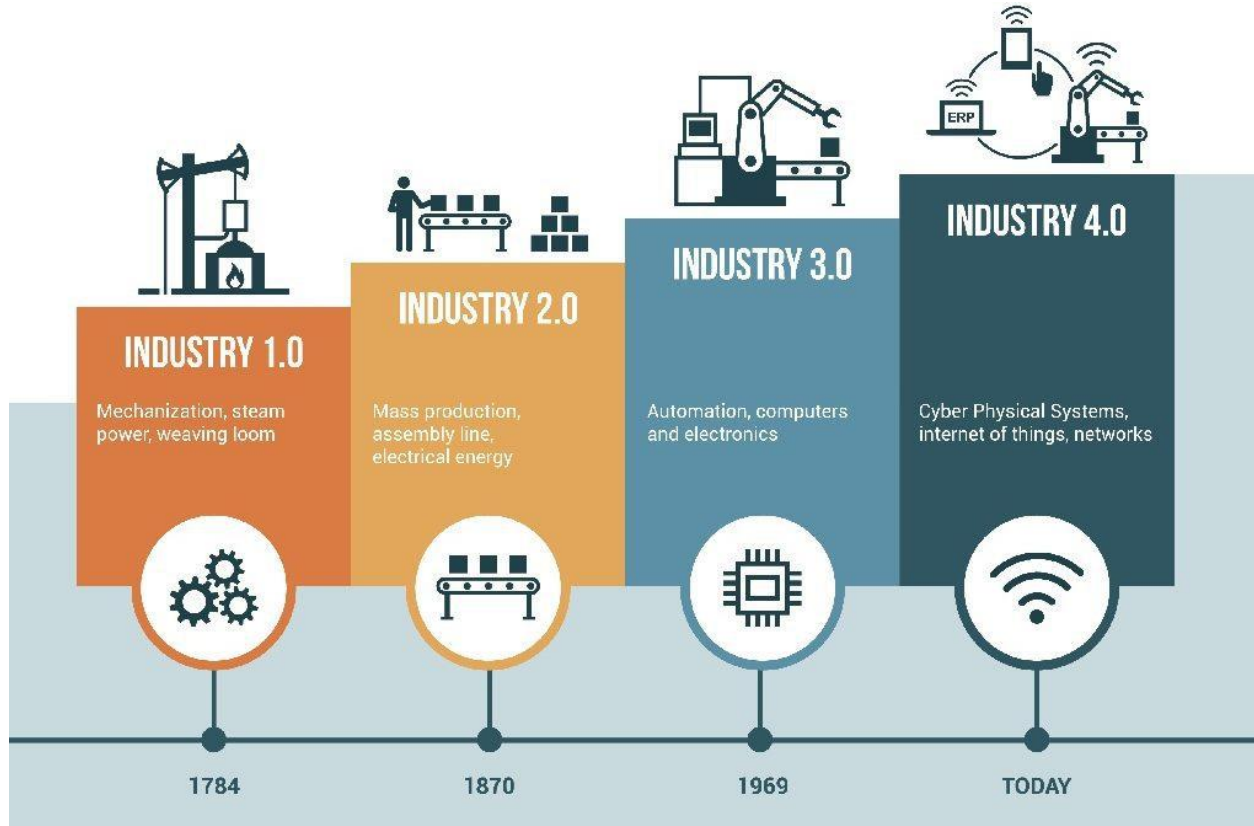 ERP
INDUSTRY 1.0
Mechanization, steam
power, weaving loom
INDUSTRY 2.0
Mass production,
assembly line,
electrical energy
INDUSTRY 3.0
Automation, computers
and electronics
INDUSTRY 4.0
Cyber Physical Systems,
internet of things, networks
1784
1870
1969
TODAY